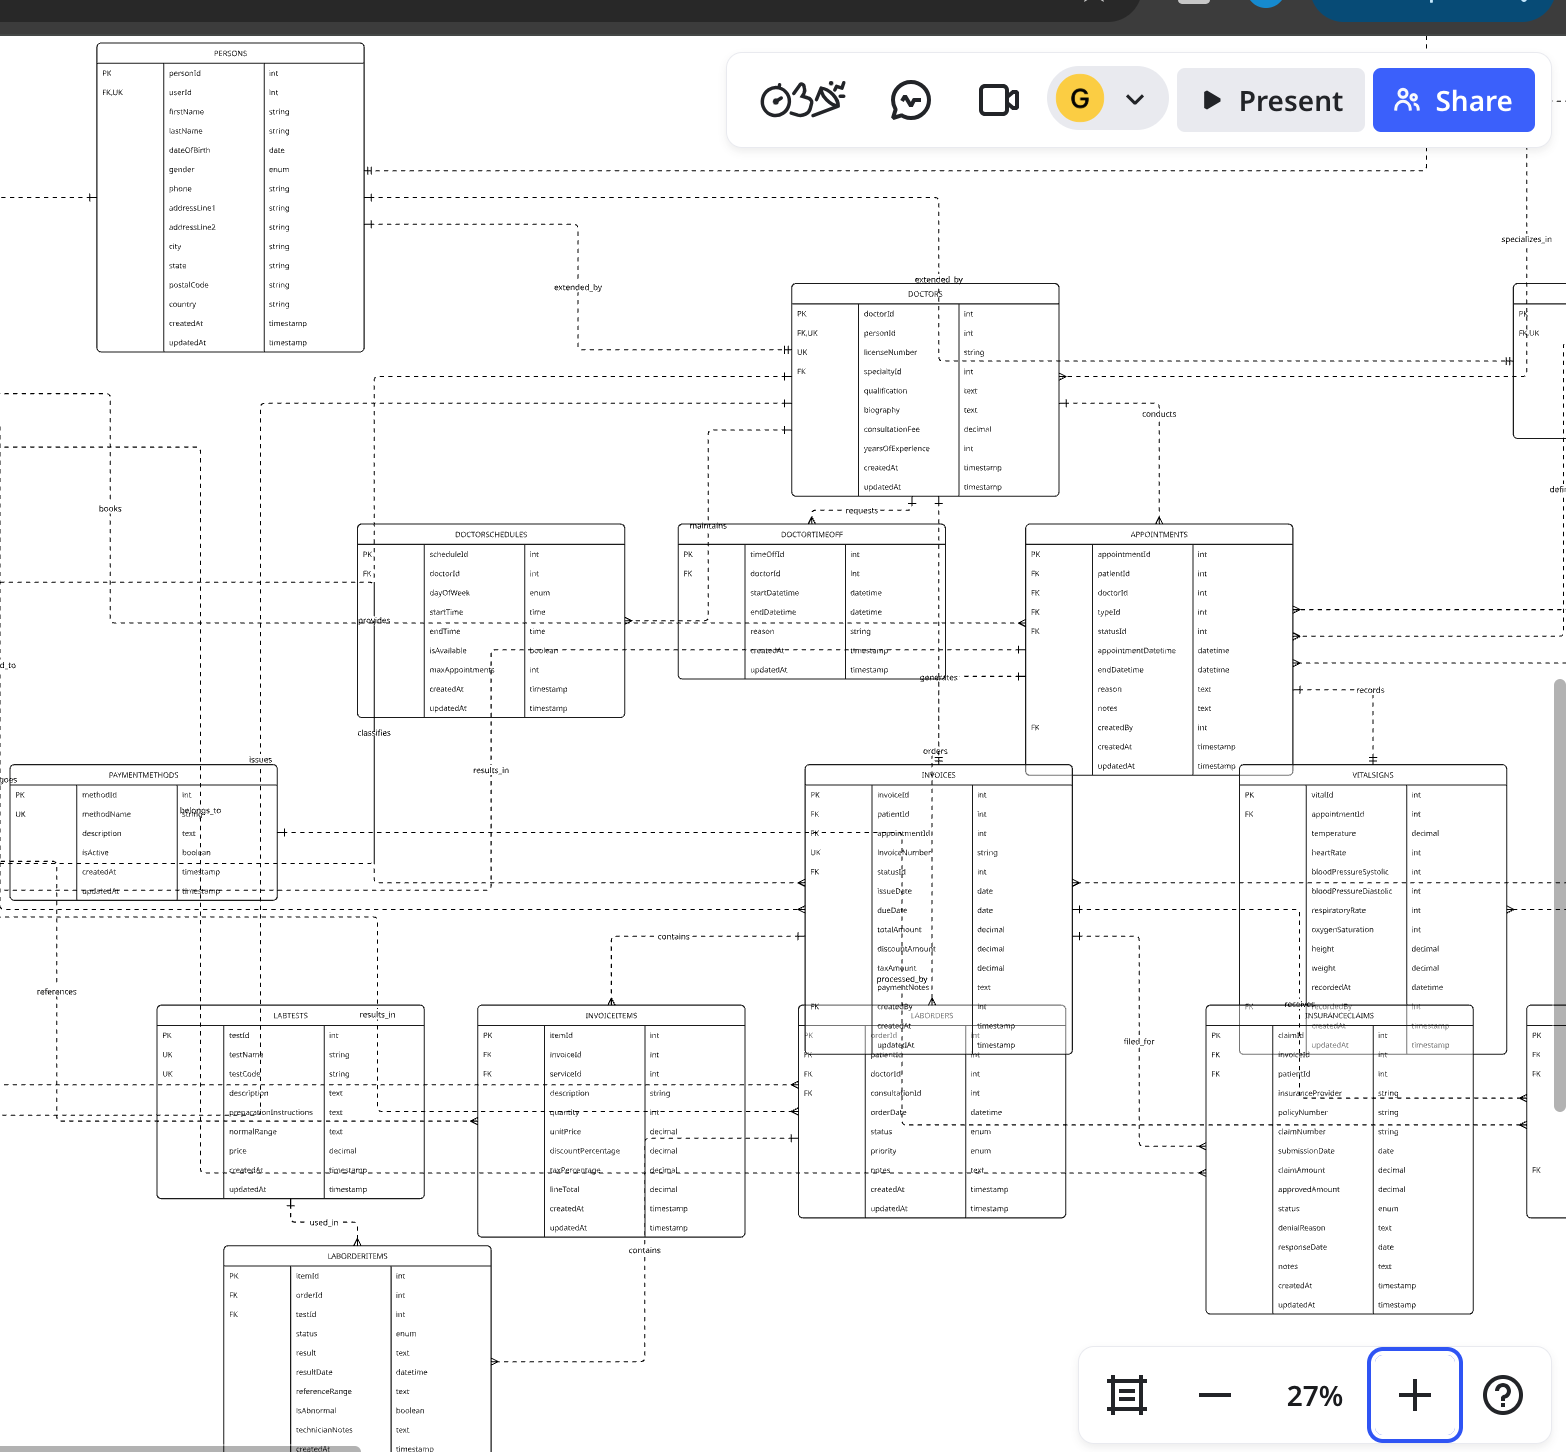 PERSONS
PK personId int
FK,UK userId int
firstName string
lastName string
dateOfBirth date
gender enum
phone string
addressLine1 string
addressLine2 string
city string
state string
postalCode string
country string
createdAt timestamp
updatedAt timestamp
G
Present
Share
specializes_in
extended_by
extended_by
DOCTORS
PK doctorId int
FK,UK personId int
UK licenseNumber string
FK specialtyId int
qualification text
biography text
consultationFee decimal
yearsOfExperience int
createdAt timestamp
updatedAt timestamp
PK
FK,UK
conducts
books
requests
maintains
DOCTORSCHEDULES
PK scheduleId int
FK doctorId int
dayOfWeek enum
startTime time
endTime time
isAvailable boolean
maxAppointments int
createdAt timestamp
updatedAt timestamp
provides
DOCTORTIMEOFF
PK timeOffId int
FK doctorId int
startDatetime datetime
endDatetime datetime
reason string
createdAt timestamp
updatedAt timestamp
generates
APPOINTMENTS
PK appointmentId int
FK patientId int
FK doctorId int
FK typeId int
FK statusId int
appointmentDatetime datetime
endDatetime datetime
reason text
notes text
FK createdBy int
createdAt timestamp
updatedAt timestamp
records
d_to
classifies
issues
results_in
orders
goes
PAYMENTMETHODS
PK methodId int
UK methodName string
description text
isActive boolean
createdAt timestamp
updatedAt timestamp
belongs_to
INVOICES
PK invoiceId int
FK patientId int
FK appointmentId int
UK invoiceNumber string
FK statusId int
issueDate date
dueDate date
totalAmount decimal
discountAmount decimal
taxAmount decimal
paymentNotes text
FK createdBy int
createdAt timestamp
updatedAt timestamp
processed_by
VITALSIGNS
PK vitalId int
FK appointmentId int
temperature decimal
heartRate int
bloodPressureSystolic int
bloodPressureDiastolic int
respiratoryRate int
oxygenSaturation int
height decimal
weight decimal
recordedAt datetime
FK recordedBy int
createdAt timestamp
updatedAt timestamp
contains
references
results_in
receives
filed_for
LABTESTS
PK testId int
UK testName string
UK testCode string
description text
preparationInstructions text
normalRange text
price decimal
createdAt timestamp
updatedAt timestamp
INVOICEITEMS
PK itemId int
FK invoiceId int
FK serviceId int
description string
quantity int
unitPrice decimal
discountPercentage decimal
taxPercentage decimal
lineTotal decimal
createdAt timestamp
updatedAt timestamp
LABORDERS
PK orderId int
FK patientId int
FK doctorId int
FK consultationId int
orderDate datetime
status enum
priority enum
notes text
createdAt timestamp
updatedAt timestamp
INSURANCECLAIMS
PK claimId int
FK invoiceId int
FK patientId int
insuranceProvider string
policyNumber string
claimNumber string
submissionDate date
claimAmount decimal
approvedAmount decimal
status enum
denialReason text
responseDate date
notes text
createdAt timestamp
updatedAt timestamp
PK
FK
FK
FK
used_in
contains
LABORDERITEMS
PK itemId int
FK orderId int
FK testId int
status enum
result text
resultDate datetime
referenceRange text
isAbnormal boolean
technicianNotes text
createdAt timestamp
27%